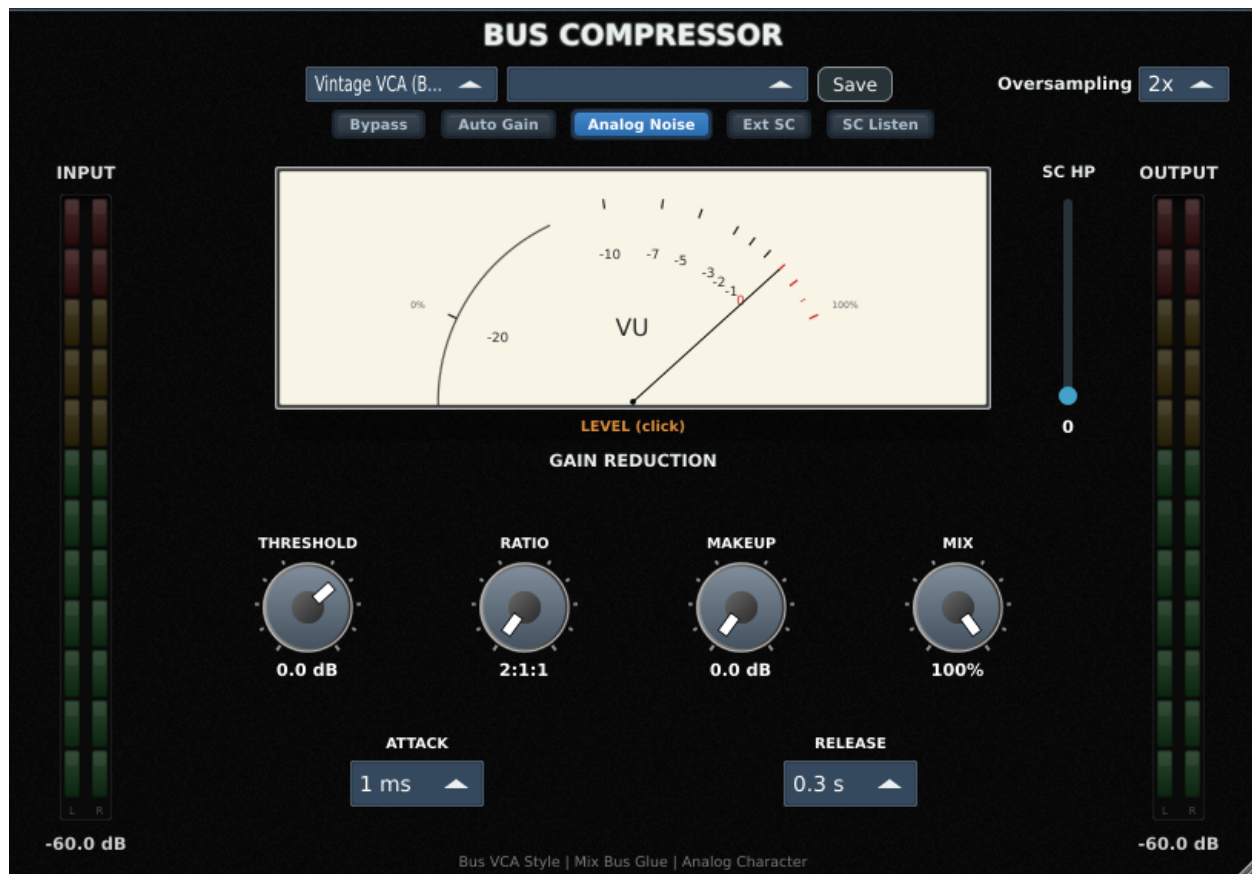 BUS COMPRESSOR
Vintage VCA (B... Save Oversampling 2x
Bypass Auto Gain Analog Noise Ext SC SC Listen
INPUT SC HP OUTPUT
-10 -7 -5 -3 -2 -1 0
0% 100%
-20 VU
LEVEL (click)
0
GAIN REDUCTION
THRESHOLD RATIO MAKEUP MIX
0.0 dB 2:1:1 0.0 dB 100%
ATTACK RELEASE
1 ms 0.3 s
L R L R
-60.0 dB -60.0 dB
Bus VCA Style | Mix Bus Glue | Analog Character